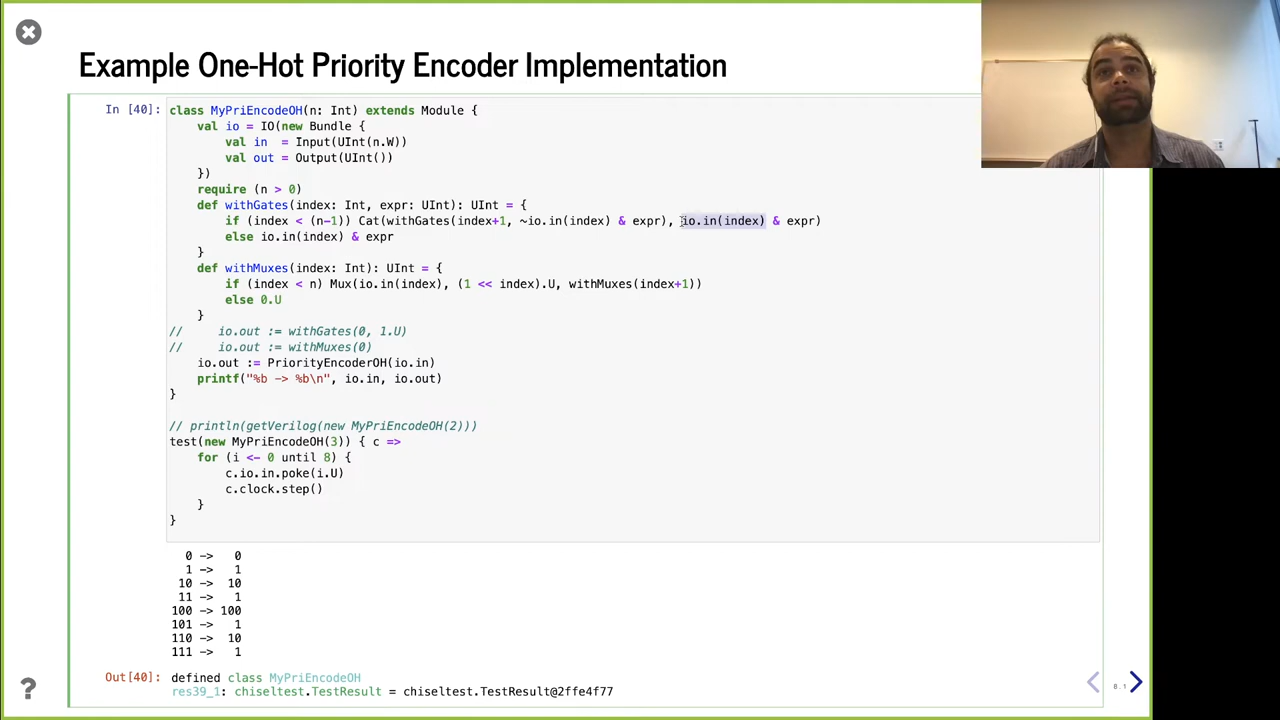 Example One-Hot Priority Encoder Implementation
In [40]: class MyPriEncodeOH(n: Int) extends Module {
val io = IO(new Bundle {
val in  = Input(UInt(n.W))
val out = Output(UInt())
})
require (n > 0)
def withGates(index: Int, expr: UInt): UInt = {
if (index < (n-1)) Cat(withGates(index+1, ~io.in(index) & expr), io.in(index) & expr)
else io.in(index) & expr
}
def withMuxes(index: Int): UInt = {
if (index < n) Mux(io.in(index), (1 << index).U, withMuxes(index+1))
else 0.U
}
//     io.out := withGates(0, 1.U)
//     io.out := withMuxes(0)
io.out := PriorityEncoderOH(io.in)
printf("%b -> %b\n", io.in, io.out)
}
// println(getVerilog(new MyPriEncodeOH(2)))
test(new MyPriEncodeOH(3)) { c =>
for (i <- 0 until 8) {
c.io.in.poke(i.U)
c.clock.step()
}
}
0 ->   0
1 ->   1
10 ->  10
11 ->   1
100 -> 100
101 ->   1
110 ->  10
111 ->   1
Out[40]: defined class MyPriEncodeOH
res39_1: chiseltest.TestResult = chiseltest.TestResult@2ffe4f77
?
8.1